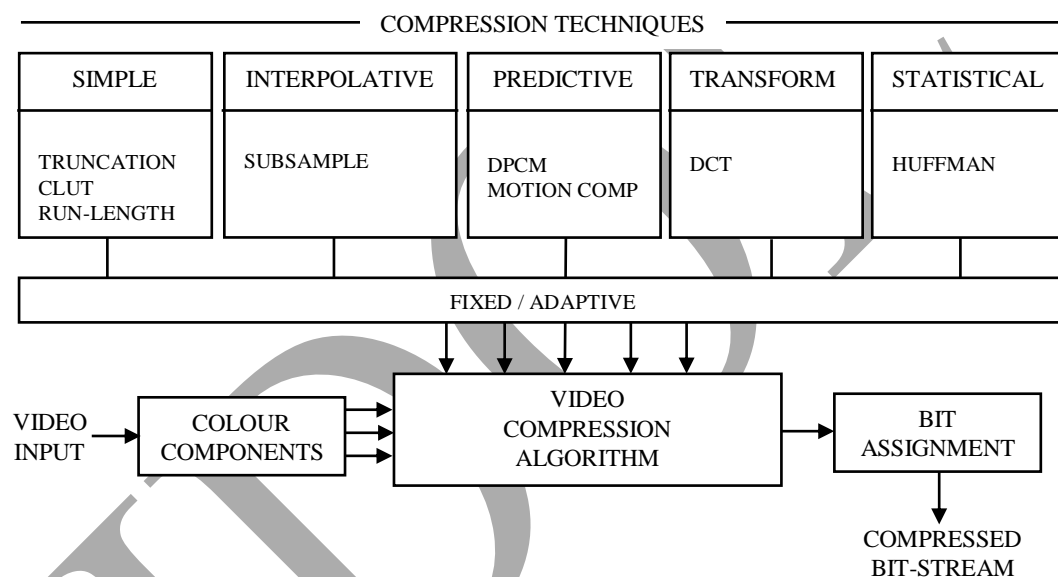 COMPRESSION TECHNIQUES
SIMPLE
INTERPOLATIVE
PREDICTIVE
TRANSFORM
STATISTICAL
TRUNCATION
CLUT
RUN-LENGTH
SUBSAMPLE
DPCM
MOTION COMP
DCT
HUFFMAN
FIXED / ADAPTIVE
VIDEO
INPUT
COLOUR
COMPONENTS
VIDEO
COMPRESSION
ALGORITHM
BIT
ASSIGNMENT
COMPRESSED
BIT-STREAM